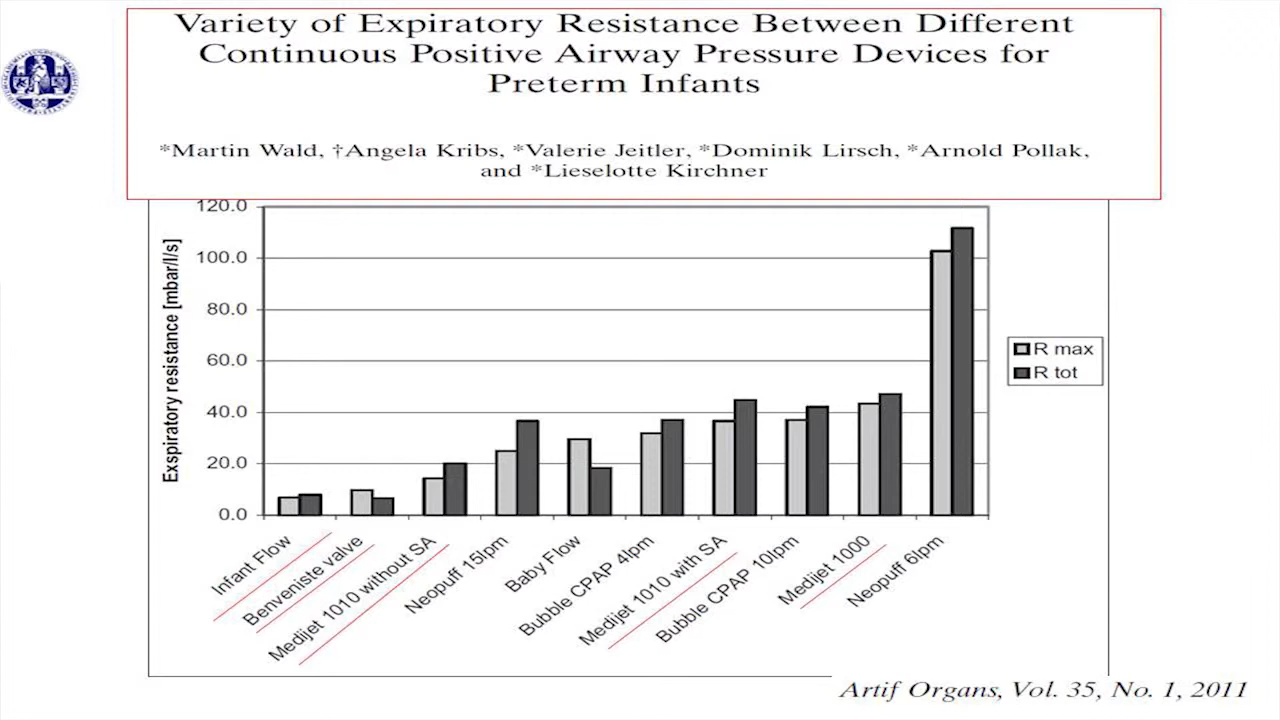 Variety of Expiratory Resistance Between Different
Continuous Positive Airway Pressure Devices for
Preterm Infants
*Martin Wald, †Angela Kribs, *Valerie Jeitler, *Dominik Lirsch, *Arnold Pollak,
and *Lieselotte Kirchner
Exspiratory resistance [mbar/l/s]
120.0
100.0
80.0
60.0
40.0
20.0
0.0
R max
R tot
Infant Flow
Benveniste valve
Medijet 1010 without SA
Neopuff 15lpm
Baby Flow
Bubble CPAP 4lpm
Medijet 1010 with SA
Bubble CPAP 10lpm
Medijet 1000
Neopuff 6lpm
Artif Organs, Vol. 35, No. 1, 2011